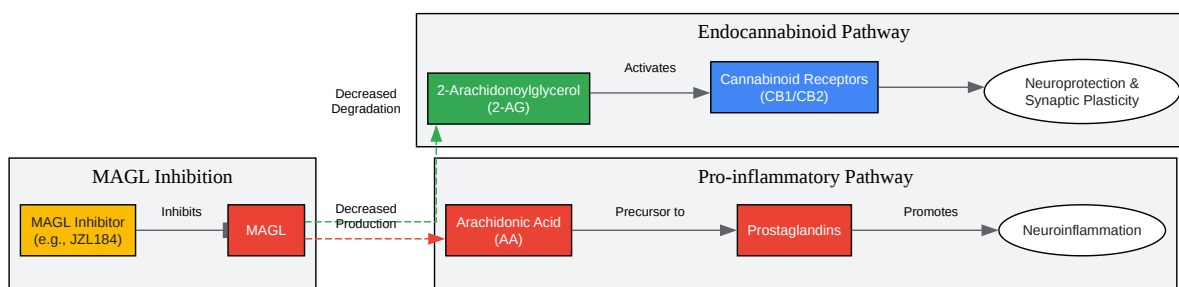 Endocannabinoid Pathway
Decreased
Degradation
2-Arachidonoylglycerol
(2-AG)
Activates
Cannabinoid Receptors
(CB1/CB2)
Neuroprotection &
Synaptic Plasticity
MAGL Inhibition
MAGL Inhibitor
(e.g., JZL184)
Inhibits
MAGL
Decreased
Production
Pro-inflammatory Pathway
Arachidonic Acid
(AA)
Precursor to
Prostaglandins
Promotes
Neuroinflammation